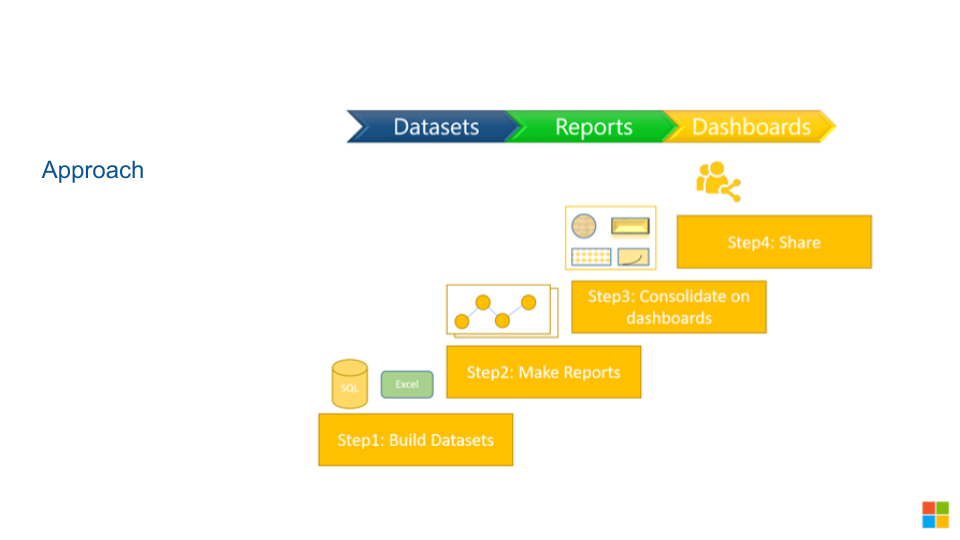 Datasets
Reports
Dashboards
Approach
Step4: Share
Step3: Consolidate on
dashboards
Step2: Make Reports
SQL
Excel
Step1: Build Datasets